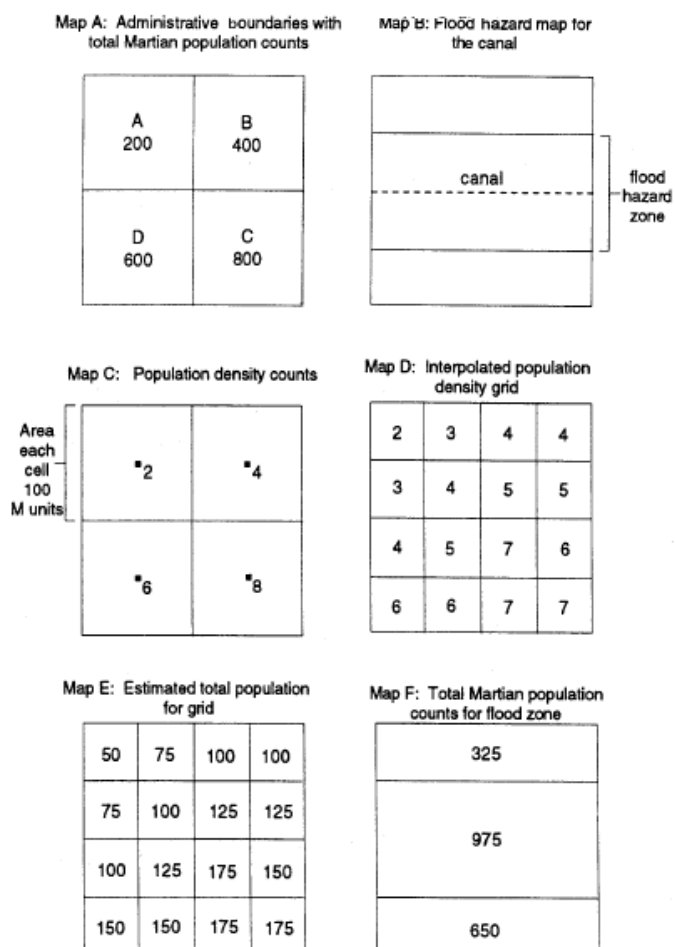 Map A: Administrative boundaries with
total Martian population counts
A
200
B
400
D
600
C
800
Map B: Flood hazard map for
the canal
canal
flood
hazard
zone
Map C: Population density counts
Area
each
cell
100
M units
2
4
6
8
Map D: Interpolated population
density grid
2 3 4 4
3 4 5 5
4 5 7 6
6 6 7 7
Map E: Estimated total population
for grid
50 75 100 100
75 100 125 125
100 125 175 150
150 150 175 175
Map F: Total Martian population
counts for flood zone
325
975
650